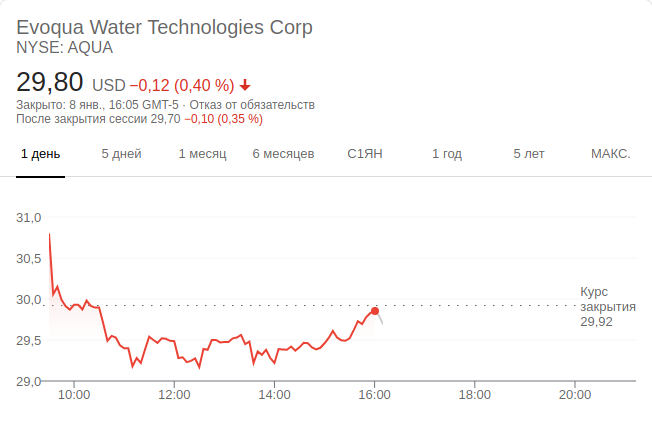 Evoqua Water Technologies Corp
NYSE: AQUA
29,80 USD −0,12 (0,40 %)
Закрыто: 8 янв., 16:05 GMT-5 · Отказ от обязательств
После закрытия сессии 29,70 −0,10 (0,35 %)
1 день 5 дней 1 месяц 6 месяцев С1ЯН 1 год 5 лет МАКС.
31,0
30,5
30,0
29,5
29,0
Курс
закрытия
29,92
10:00 12:00 14:00 16:00 18:00 20:00